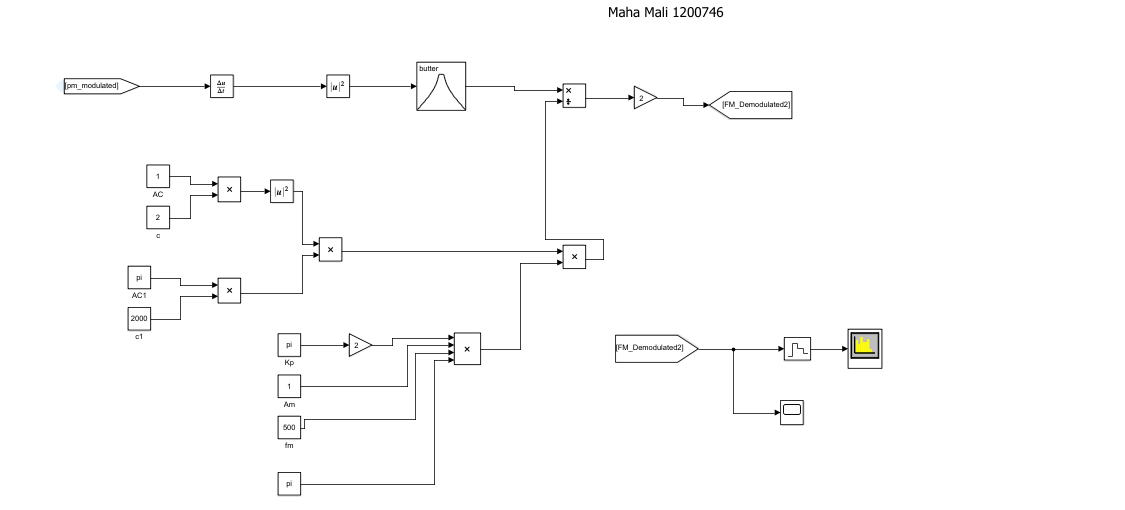 Maha Mali 1200746
butter
[pm_modulated]
Δu
Δt
|u|²
×
÷
2
[FM_Demodulated2]
1
AC
×
|u|²
2
c
×
×
pi
AC1
×
2000
c1
pi
Kp
2
×
[FM_Demodulated2]
1
Am
500
fm
pi